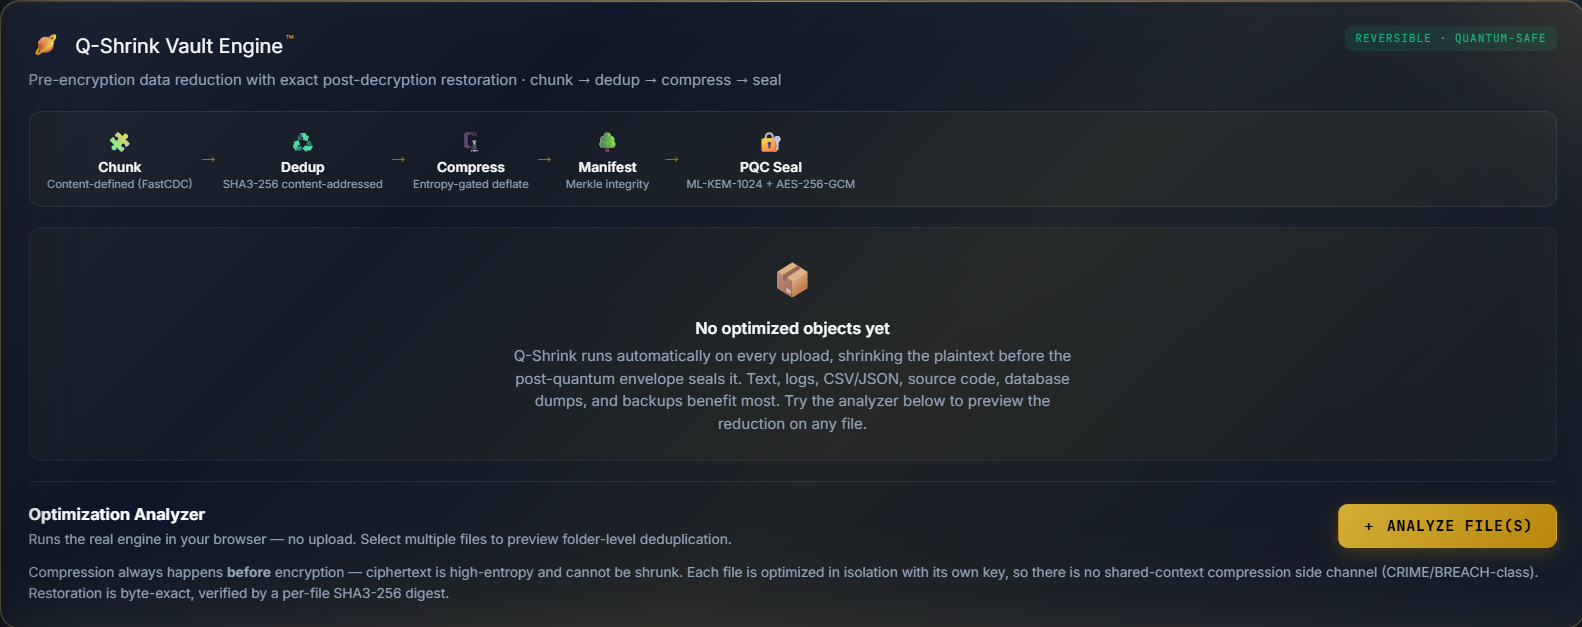 Q-Shrink Vault Engine™
REVERSIBLE · QUANTUM-SAFE
Pre-encryption data reduction with exact post-decryption restoration · chunk → dedup → compress → seal
Chunk
Content-defined (FastCDC)
→
Dedup
SHA3-256 content-addressed
→
Compress
Entropy-gated deflate
→
Manifest
Merkle integrity
→
PQC Seal
ML-KEM-1024 + AES-256-GCM
No optimized objects yet
Q-Shrink runs automatically on every upload, shrinking the plaintext before the
post-quantum envelope seals it. Text, logs, CSV/JSON, source code, database
dumps, and backups benefit most. Try the analyzer below to preview the
reduction on any file.
Optimization Analyzer
Runs the real engine in your browser — no upload. Select multiple files to preview folder-level deduplication.
+ ANALYZE FILE(S)
Compression always happens before encryption — ciphertext is high-entropy and cannot be shrunk. Each file is optimized in isolation with its own key, so there is no shared-context compression side channel (CRIME/BREACH-class).
Restoration is byte-exact, verified by a per-file SHA3-256 digest.